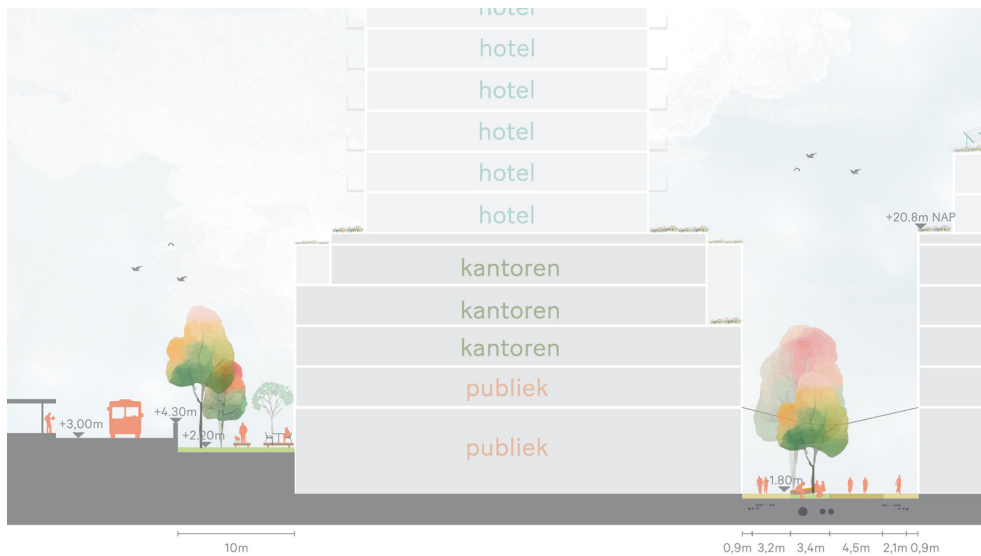 hotel
hotel
hotel
hotel
hotel
hotel
+20.8m NAP
kantoren
kantoren
kantoren
publiek
+4.30m
+3,00m
+2.20m
publiek
-1.80m
10m
0,9m 3,2m 3,4m 4,5m 2,1m 0,9m